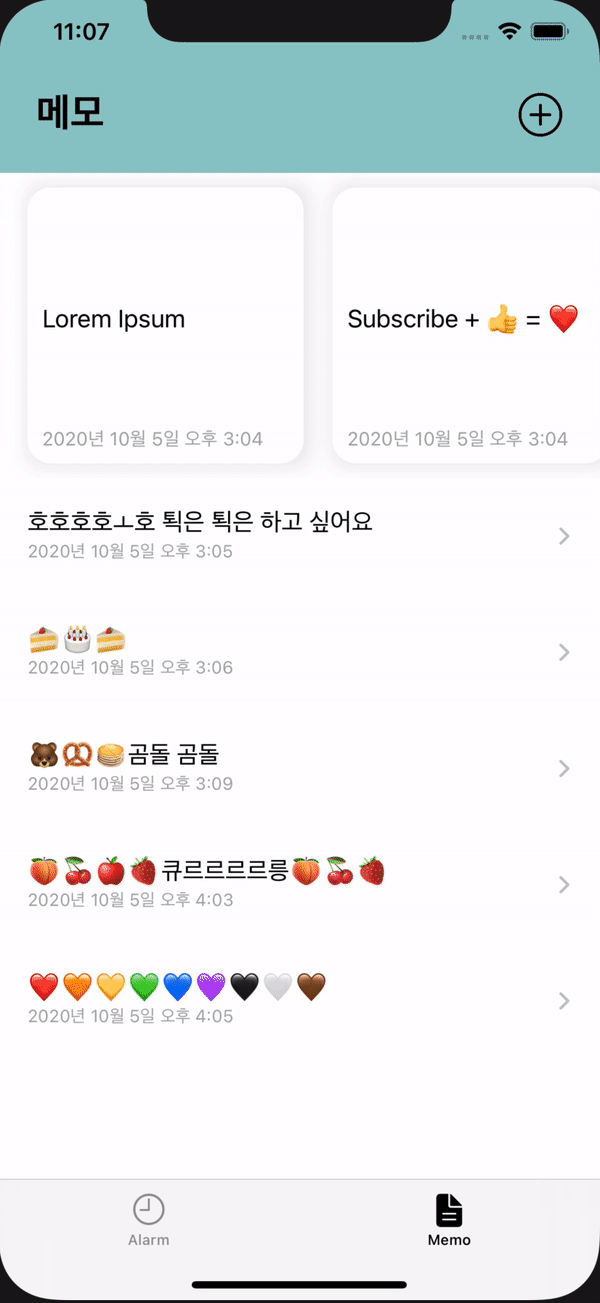 11:07
메모
Lorem Ipsum
2020년 10월 5일 오후 3:04
Subscribe + 👍 = ❤️
2020년 10월 5일 오후 3:04
호호호호ㅗ호 퇵은 퇵은 하고 싶어요
2020년 10월 5일 오후 3:05
🍰🎂🍰
2020년 10월 5일 오후 3:06
🐻🥨🥞곰돌 곰돌
2020년 10월 5일 오후 3:09
🍑🍒🍎🍓큐르르르르릉🍑🍒🍓
2020년 10월 5일 오후 4:03
❤️🧡💛💚💙💜🖤🤍🤎
2020년 10월 5일 오후 4:05
Alarm
Memo